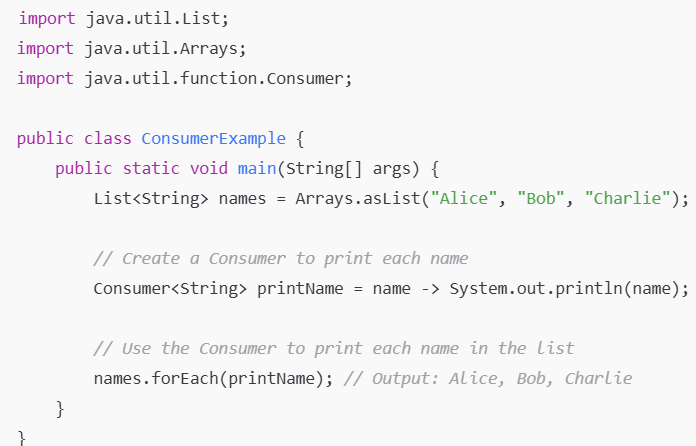 import java.util.List;
import java.util.Arrays;
import java.util.function.Consumer;

public class ConsumerExample {
    public static void main(String[] args) {
        List<String> names = Arrays.asList("Alice", "Bob", "Charlie");

        // Create a Consumer to print each name
        Consumer<String> printName = name -> System.out.println(name);

        // Use the Consumer to print each name in the list
        names.forEach(printName); // Output: Alice, Bob, Charlie
    }
}